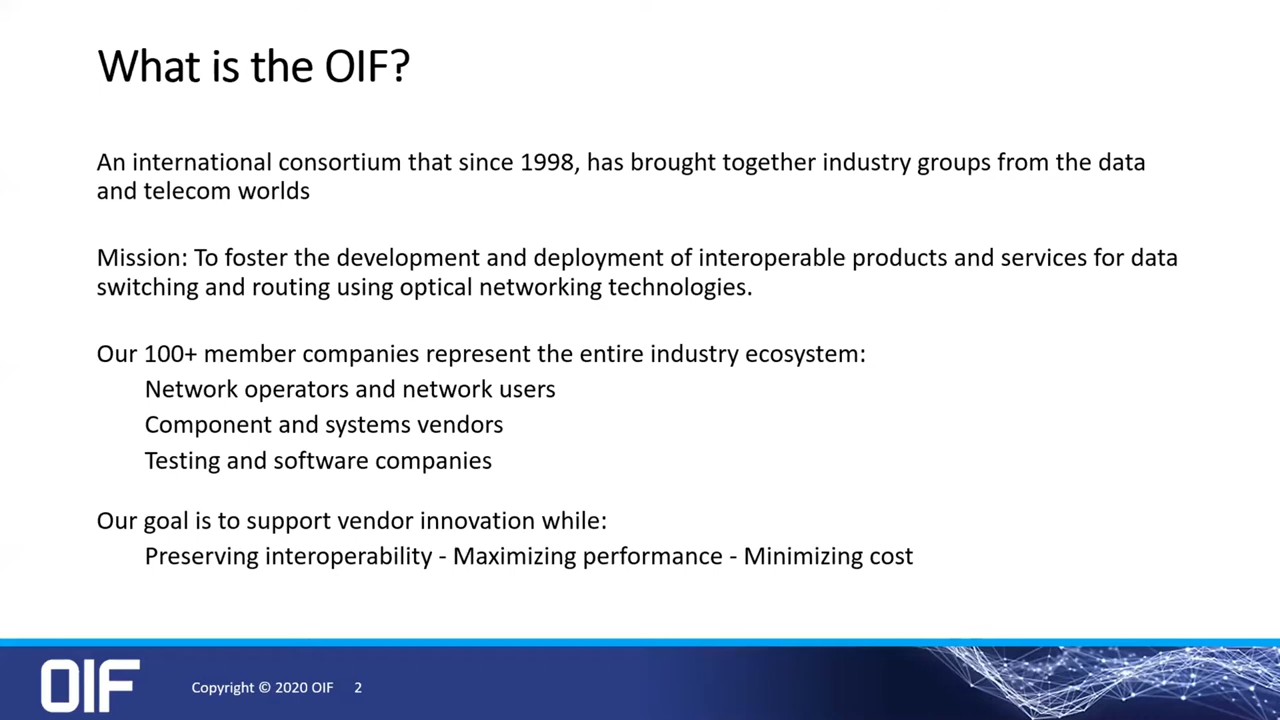 What is the OIF?
An international consortium that since 1998, has brought together industry groups from the data
and telecom worlds
Mission: To foster the development and deployment of interoperable products and services for data
switching and routing using optical networking technologies.
Our 100+ member companies represent the entire industry ecosystem:
Network operators and network users
Component and systems vendors
Testing and software companies
Our goal is to support vendor innovation while:
Preserving interoperability - Maximizing performance - Minimizing cost
OIF
Copyright © 2020 OIF 2